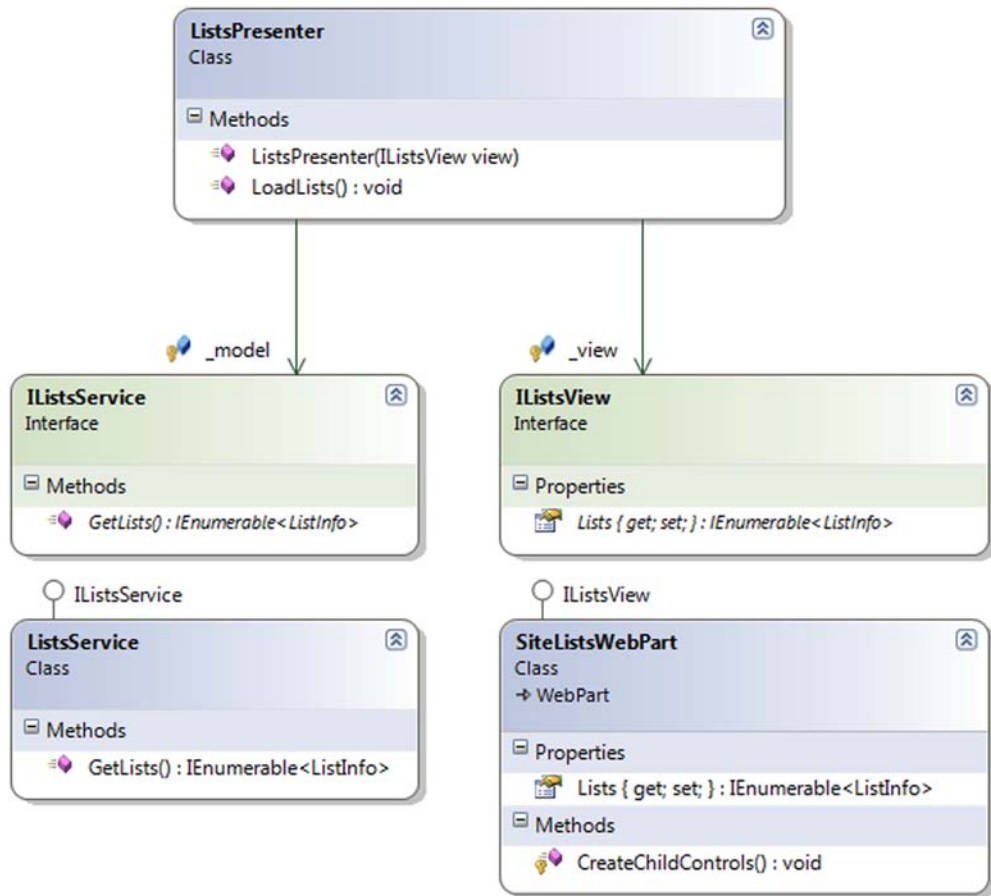 ListsPresenter
Class
Methods
ListsPresenter(IListsView view)
LoadLists() : void
_model
_view
IListsService
Interface
Methods
GetLists() : IEnumerable<ListInfo>
IListsView
Interface
Properties
Lists { get; set; } : IEnumerable<ListInfo>
IListsService
ListsService
Class
Methods
GetLists() : IEnumerable<ListInfo>
IListsView
SiteListsWebPart
Class
WebPart
Properties
Lists { get; set; } : IEnumerable<ListInfo>
Methods
CreateChildControls() : void